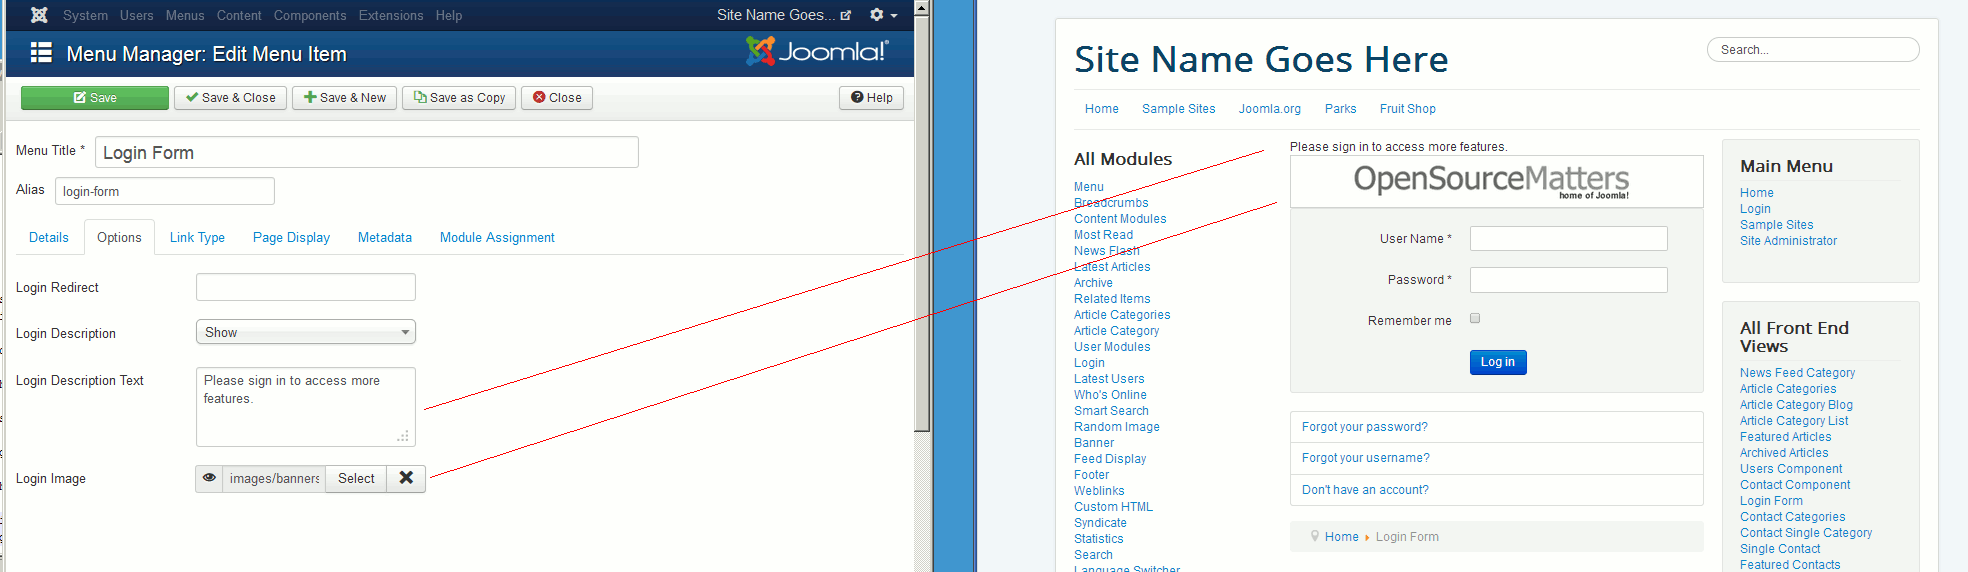 System Users Menus Content Components Extensions Help Site Name Goes...
Menu Manager: Edit Menu Item
Joomla!®
Save Save & Close Save & New Save as Copy Close Help
Menu Title * Login Form
Alias login-form
Details Options Link Type Page Display Metadata Module Assignment
Login Redirect
Login Description Show
Login Description Text Please sign in to access more
features.
Login Image images/banners Select
Site Name Goes Here
Search...
Home Sample Sites Joomla.org Parks Fruit Shop
All Modules
Menu
Breadcrumbs
Content Modules
Most Read
News Flash
Latest Articles
Archive
Related Items
Article Categories
Article Category
User Modules
Login
Latest Users
Who's Online
Smart Search
Random Image
Banner
Feed Display
Footer
Weblinks
Custom HTML
Syndicate
Statistics
Search
Language Switcher
Please sign in to access more features.
OpenSourceMatters
home of Joomla!
User Name *
Password *
Remember me
Log in
Forgot your password?
Forgot your username?
Don't have an account?
Home Login Form
Main Menu
Home
Login
Sample Sites
Site Administrator
All Front End
Views
News Feed Category
Article Categories
Article Category Blog
Article Category List
Featured Articles
Archived Articles
Users Component
Contact Component
Login Form
Contact Categories
Contact Single Category
Single Contact
Featured Contacts